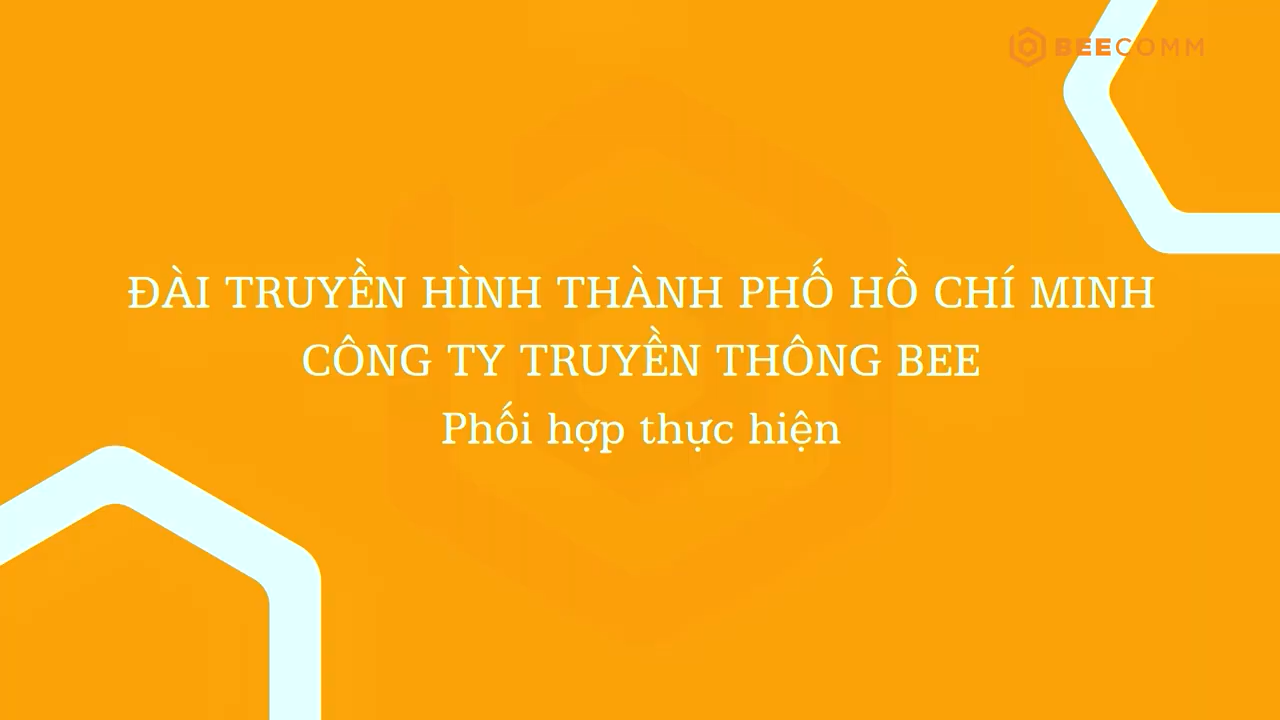 BEECOMM
ĐÀI TRUYỀN HÌNH THÀNH PHỐ HỒ CHÍ MINH
CÔNG TY TRUYỀN THÔNG BEE
Phối hợp thực hiện